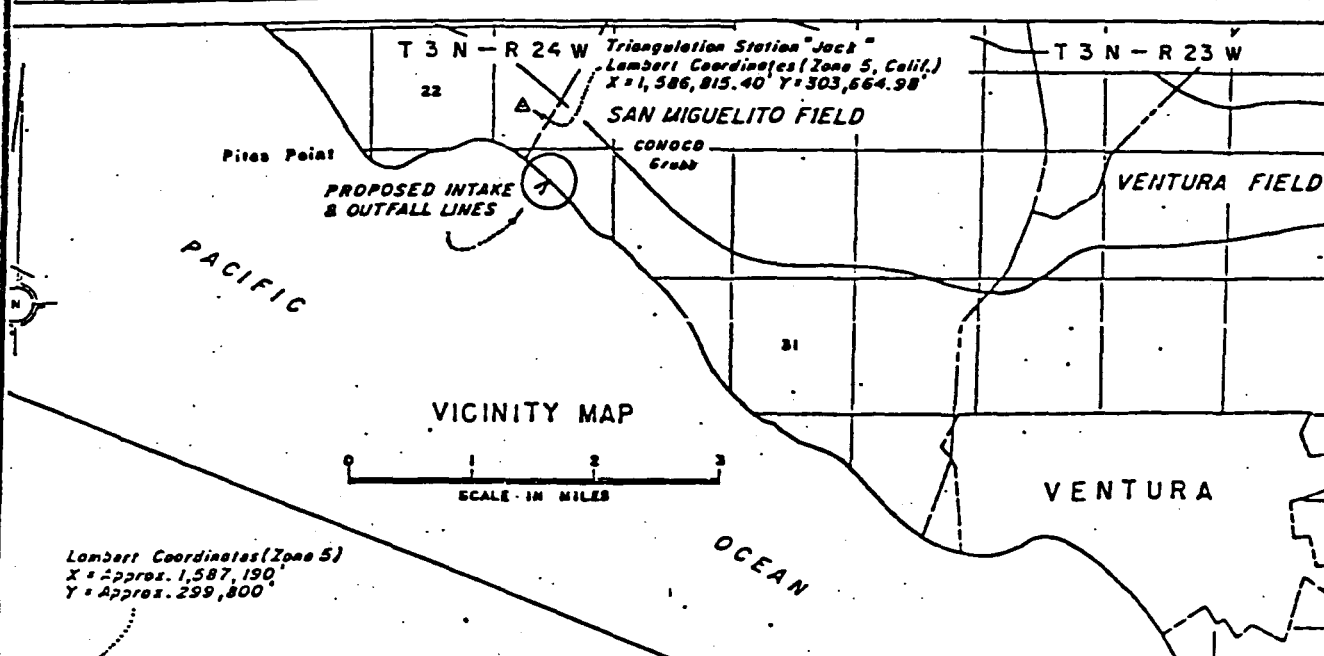 T 3 N — R 24 W
Triangulation Station "Jack"
Lambert Coordinates (Zone 5, Calif.)
X = 1,586,815.40' Y = 303,664.98'
T 3 N — R 23 W
22
SAN MIGUELITO FIELD
CONOCO
Grubb
Pitas Point
PROPOSED INTAKE
& OUTFALL LINES
VENTURA FIELD
PACIFIC
N
31
VICINITY MAP
0 1 2 3
SCALE - IN MILES
VENTURA
OCEAN
Lambert Coordinates (Zone 5)
X = Approx. 1,587,190'
Y = Approx. 299,800'